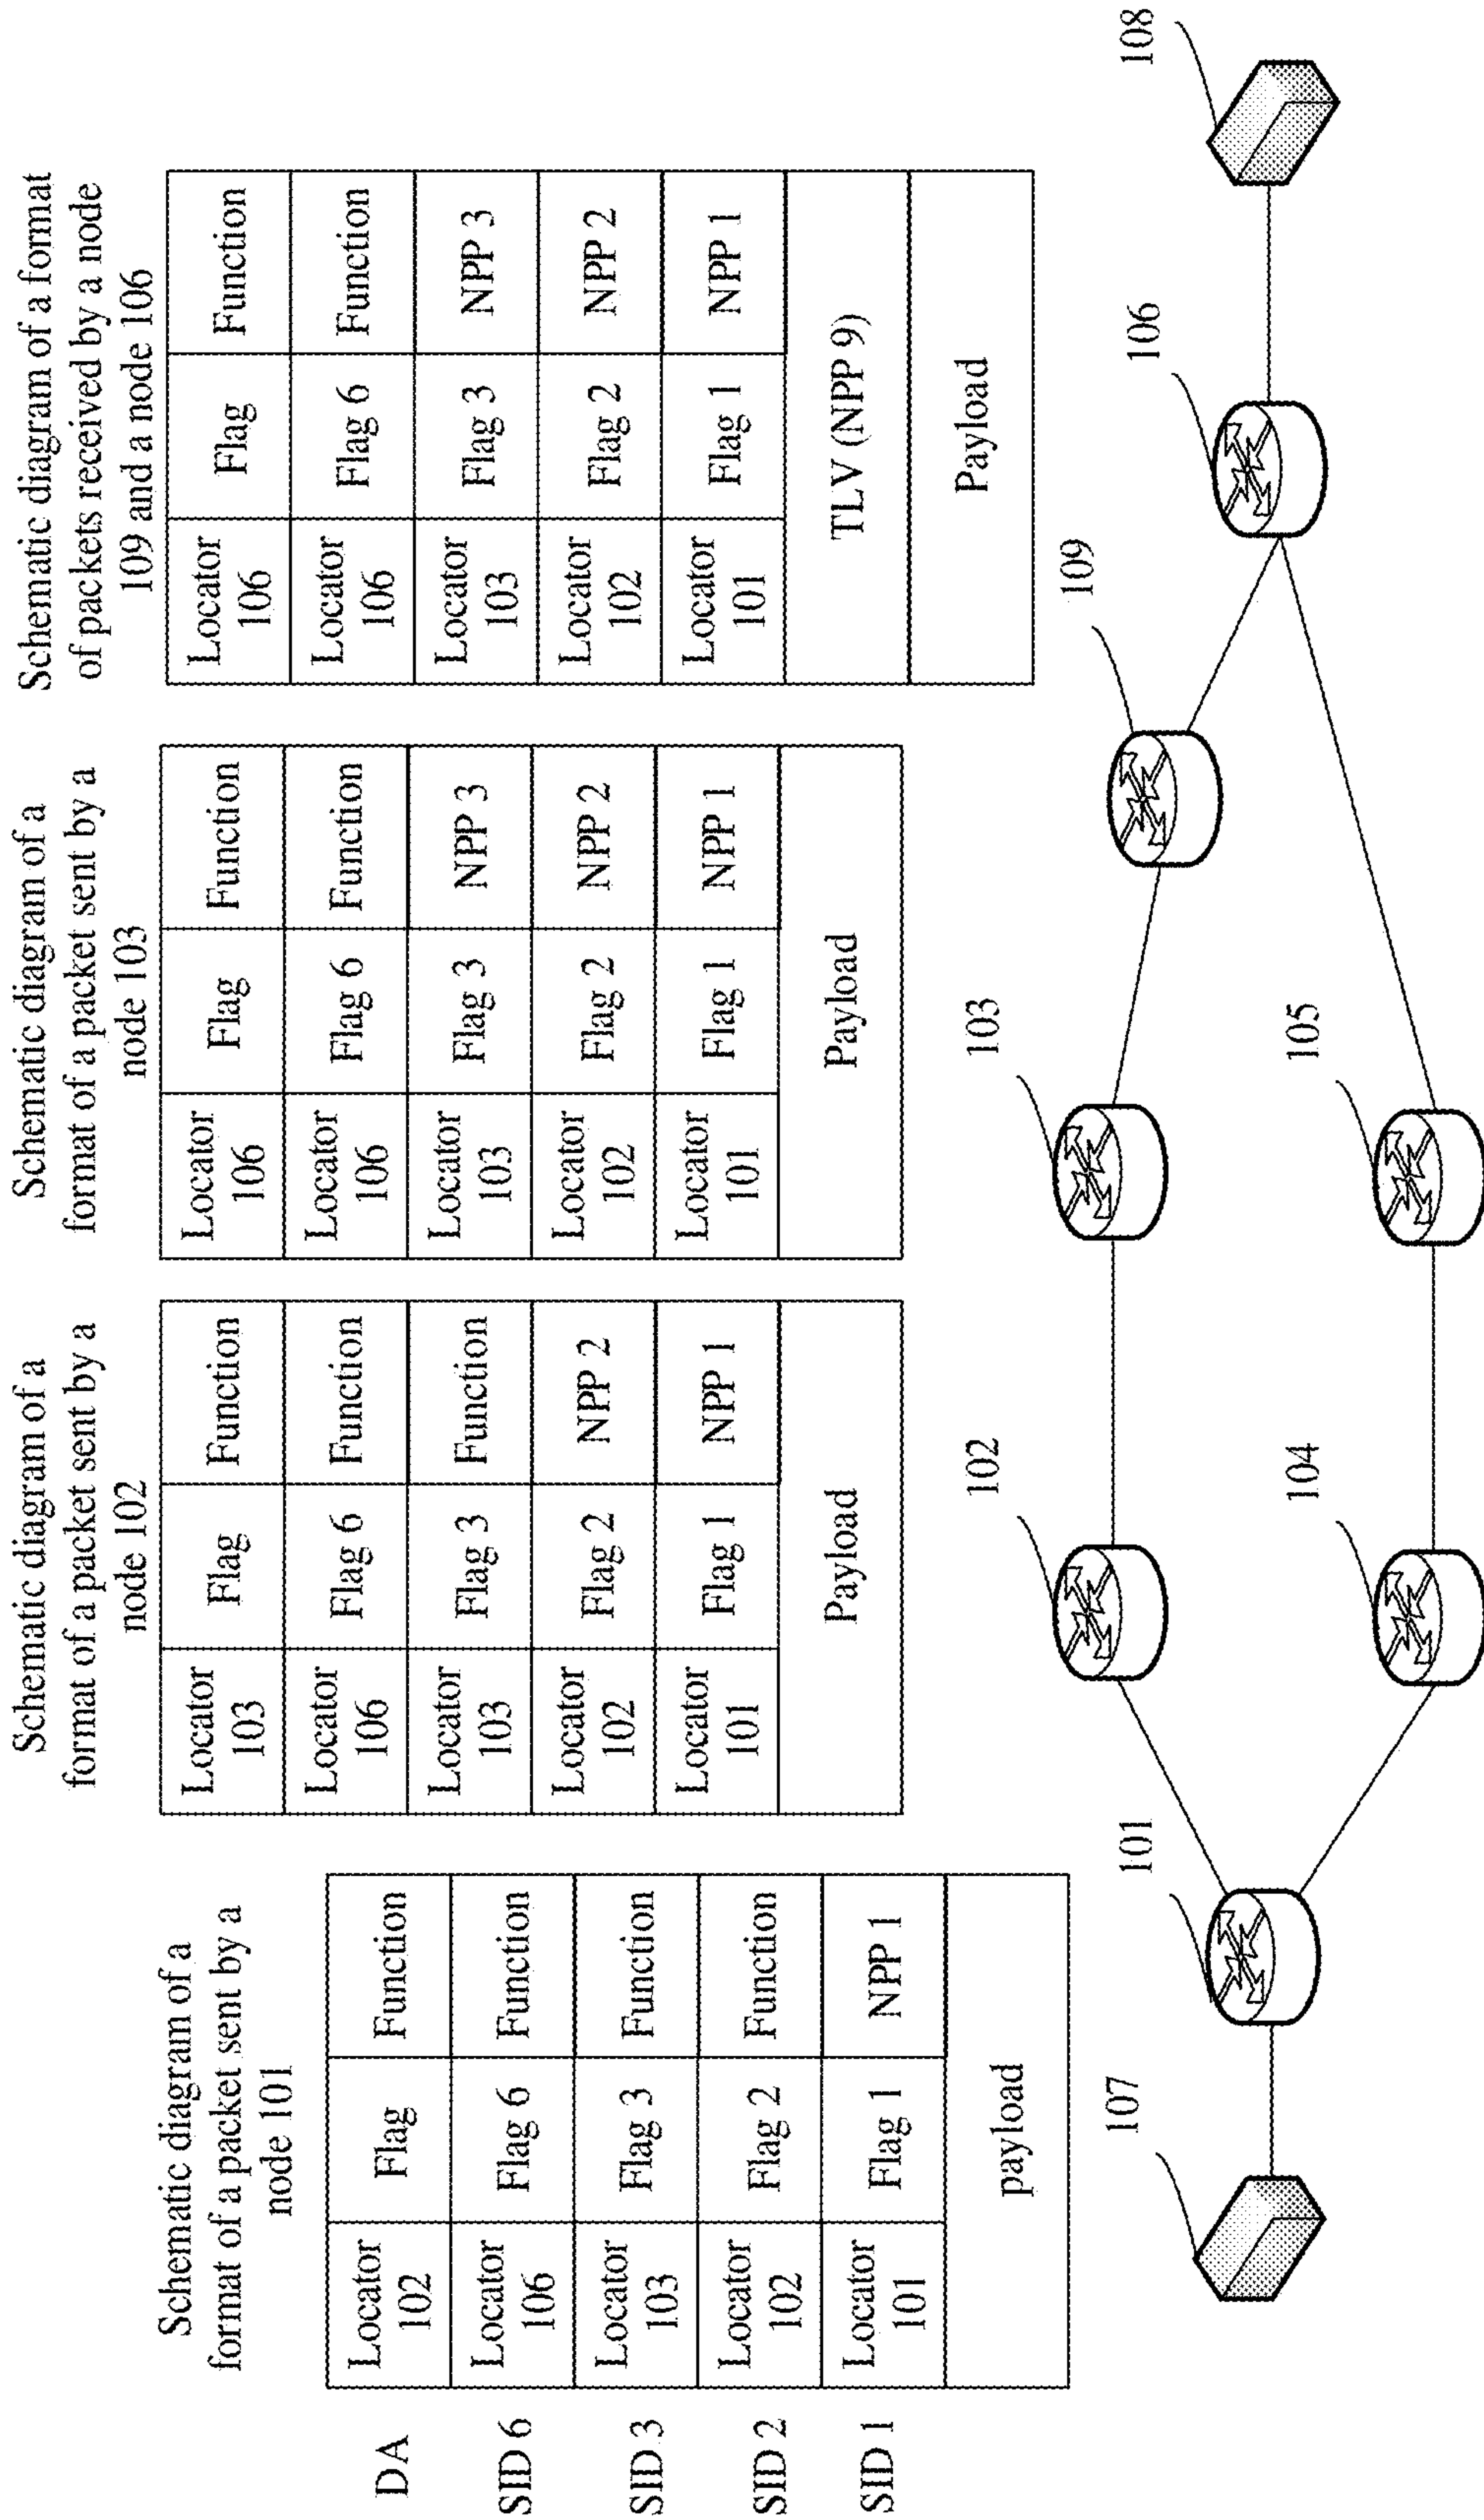 Schematic diagram of a
format of a packet sent by a
node 101
DA
Locator
102
Flag
Function
SID 6
Locator
106
Flag 6
Function
SID 3
Locator
103
Flag 3
Function
SID 2
Locator
102
Flag 2
Function
SID 1
Locator
101
Flag 1
NPP 1
payload
Schematic diagram of a
format of a packet sent by a
node 102
Locator
103
Flag
Function
Locator
106
Flag 6
Function
Locator
103
Flag 3
Function
Locator
102
Flag 2
NPP 2
Locator
101
Flag 1
NPP 1
Payload
Schematic diagram of a
format of a packet sent by a
node 103
Locator
106
Flag
Function
Locator
106
Flag 6
Function
Locator
103
Flag 3
NPP 3
Locator
102
Flag 2
NPP 2
Locator
101
Flag 1
NPP 1
Payload
Schematic diagram of a format
of packets received by a node
109 and a node 106
Locator
106
Flag
Function
Locator
106
Flag 6
Function
Locator
103
Flag 3
NPP 3
Locator
102
Flag 2
NPP 2
Locator
101
Flag 1
NPP 1
TLV (NPP 9)
Payload
107
101
102
103
109
106
108
104
105